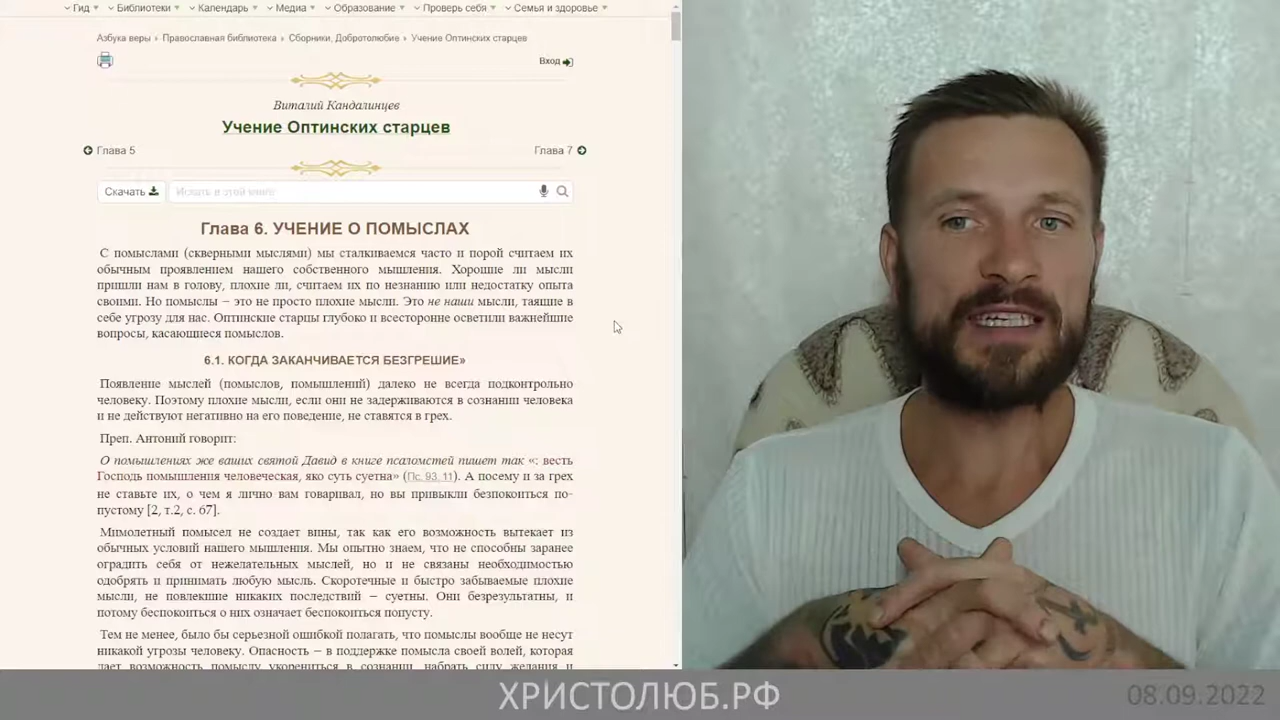 Гид Библиотеки Календарь Медиа Образование Проверь себя Семья и здоровье
Азбука веры › Православная библиотека › Сборники, Добротолюбие › Учение Оптинских старцев
Вход
Виталий Кандалинцев
Учение Оптинских старцев
Глава 5
Глава 7
Скачать
Искать в этой книге
Глава 6. УЧЕНИЕ О ПОМЫСЛАХ
С помыслами (скверными мыслями) мы сталкиваемся часто и порой считаем их
обычным проявлением нашего собственного мышления. Хорошие ли мысли
пришли нам в голову, плохие ли, считаем их по незнанию или недостатку опыта
своими. Но помыслы – это не просто плохие мысли. Это не наши мысли, таящие в
себе угрозу для нас. Оптинские старцы глубоко и всесторонне осветили важнейшие
вопросы, касающиеся помыслов.
6.1. КОГДА ЗАКАНЧИВАЕТСЯ БЕЗГРЕШИЕ»
Появление мыслей (помыслов, помышлений) далеко не всегда подконтрольно
человеку. Поэтому плохие мысли, если они не задерживаются в сознании человека
и не действуют негативно на его поведение, не ставятся в грех.
Преп. Антоний говорит:
О помышлениях же ваших святой Давид в книге псаломстей пишет так «: весть
Господь помышления человеческая, яко суть суетна» (Пс. 93, 11). А посему и за грех
не ставьте их, о чем я лично вам говаривал, но вы привыкли безпокоиться по-
пустому [2, т.2, с. 67].
Мимолетный помысел не создает вины, так как его возможность вытекает из
обычных условий нашего мышления. Мы опытно знаем, что не способны заранее
оградить себя от нежелательных мыслей, но и не связаны необходимостью
одобрять и принимать любую мысль. Скоротечные и быстро забываемые плохие
мысли, не повлекшие никаких последствий – суетны. Они безрезультатны, и
потому беспокоиться о них означает беспокоиться попусту.
Тем не менее, было бы серьезной ошибкой полагать, что помыслы вообще не несут
никакой угрозы человеку. Опасность – в поддержке помысла своей волей, которая
дает возможность помыслу укорениться в сознании, набрать силу желания и
ХРИСТОЛЮБ.РФ
08.09.2022